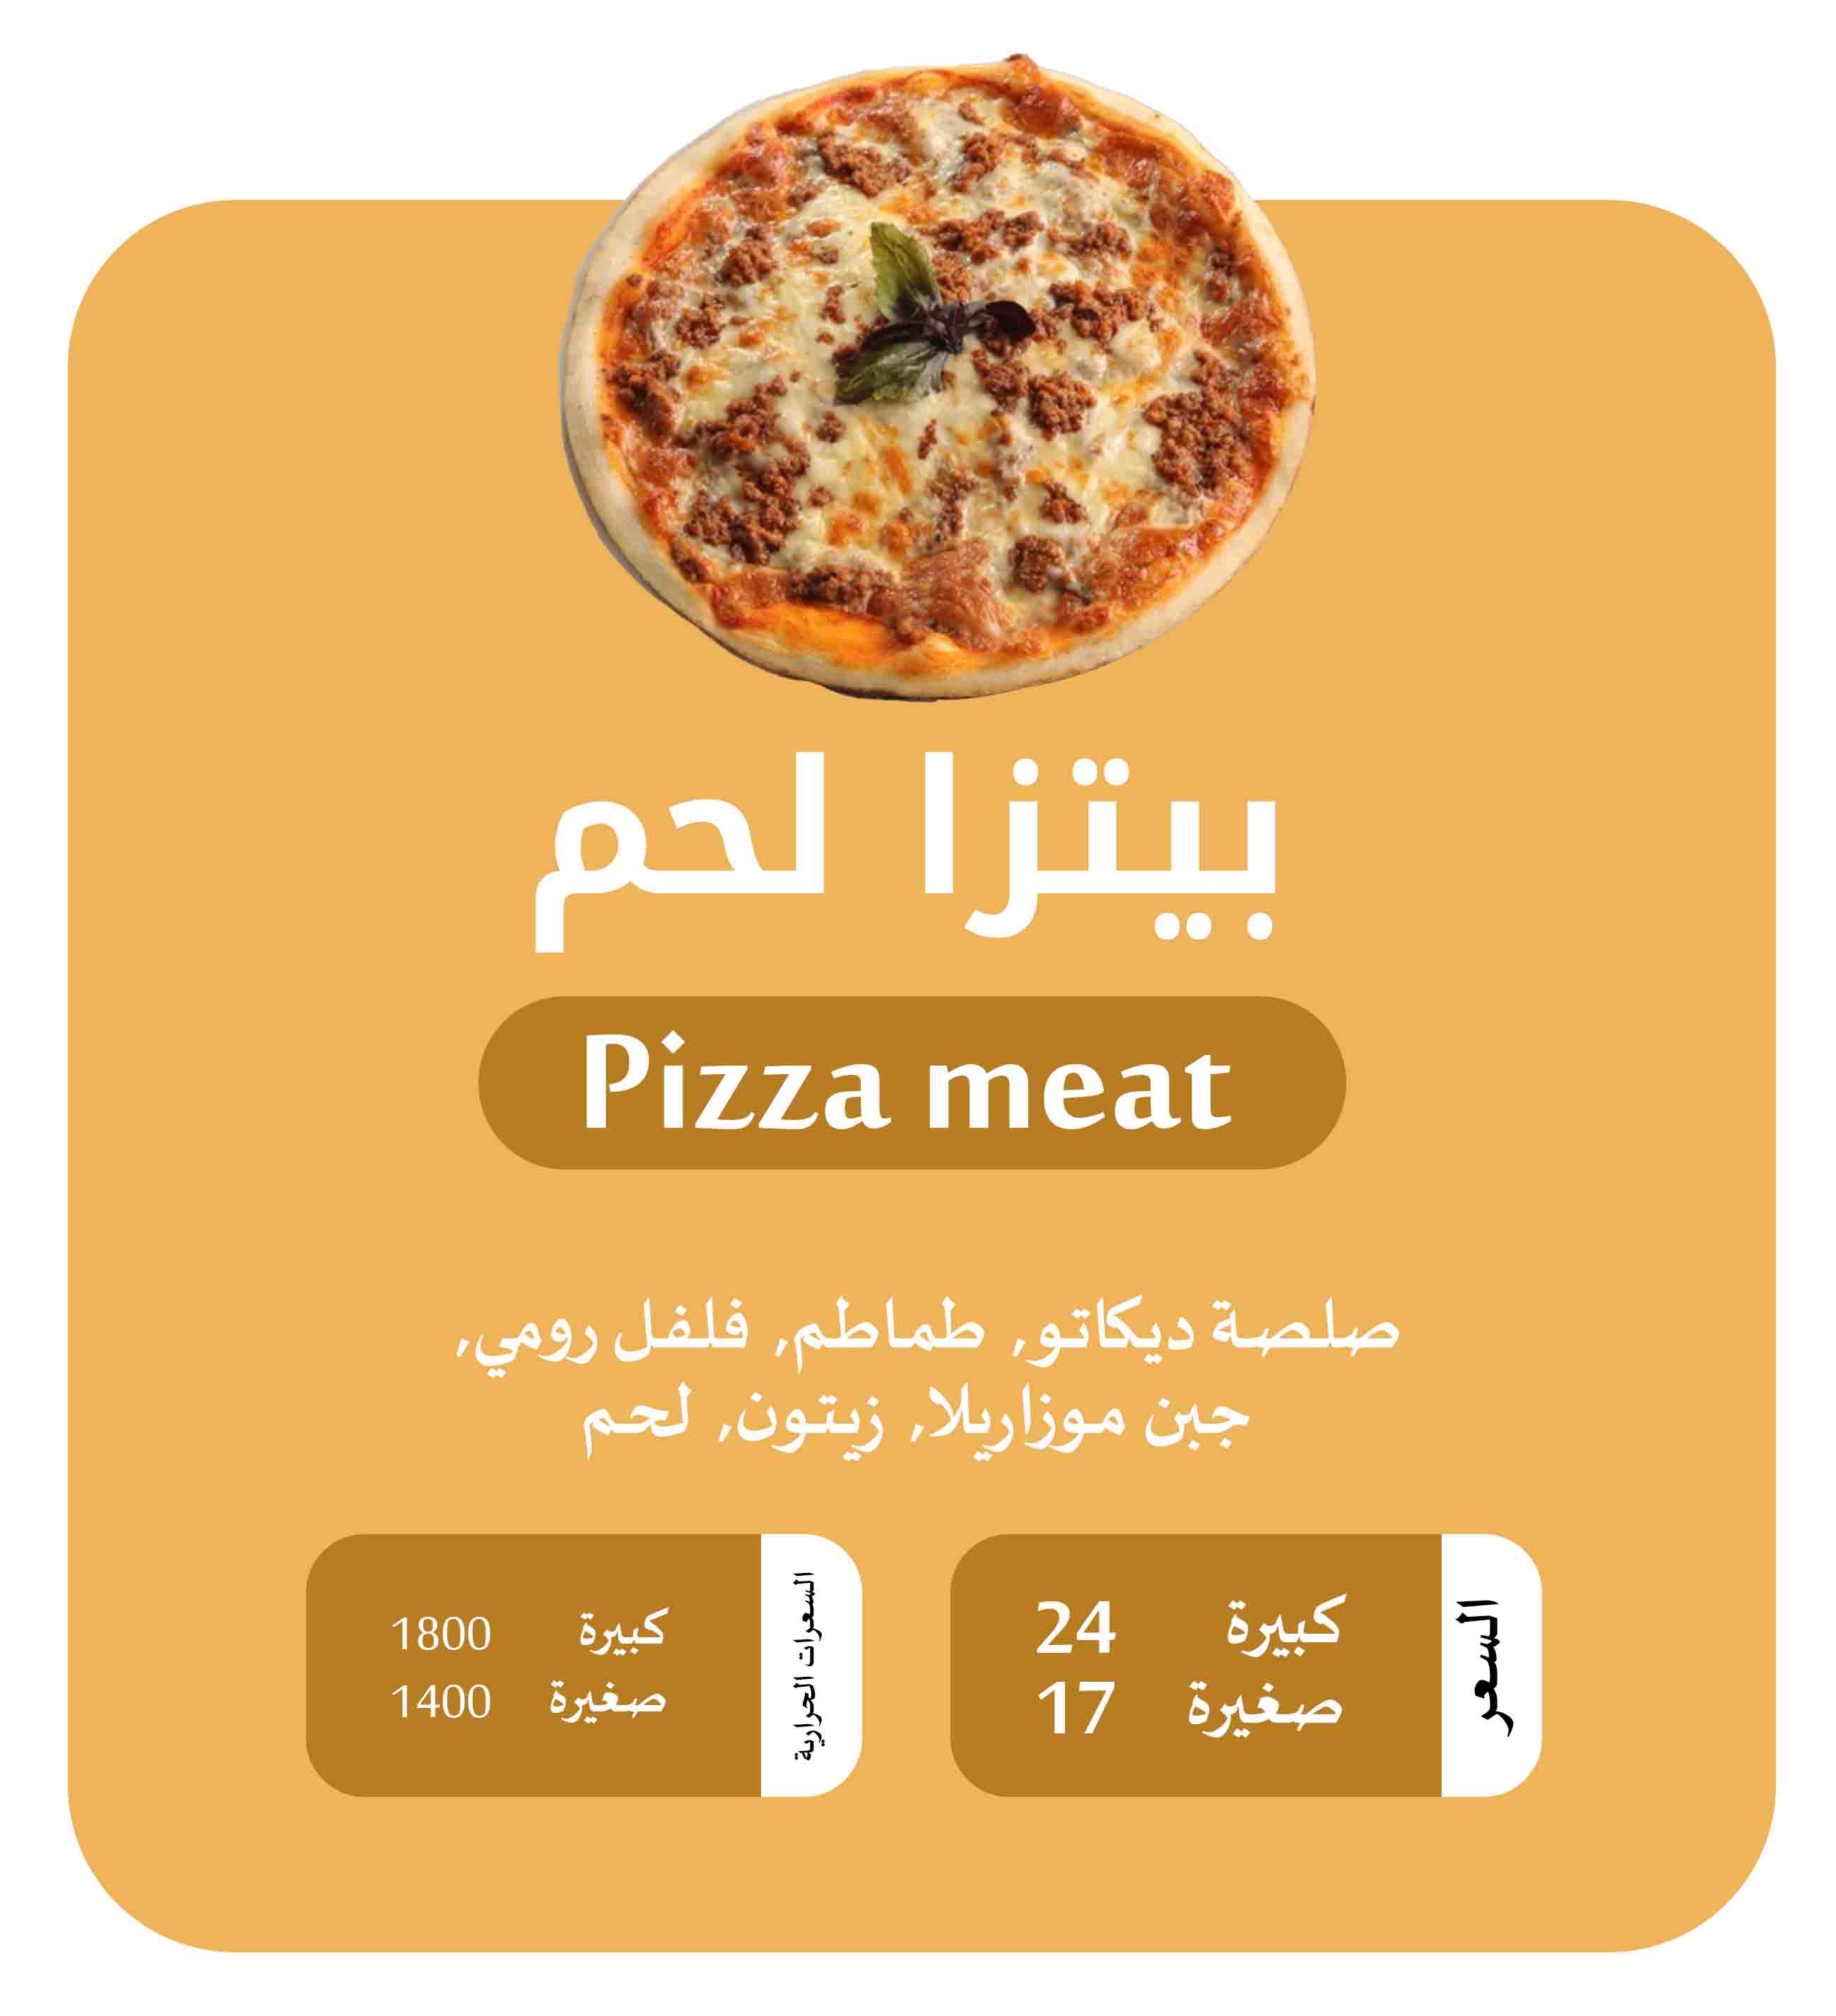 بيتزا لحم
Pizza meat
صلصة ديكاتو, طماطم, فلفل رومي,
جبن موزاريلا, زيتون, لحم
السعر
كبيرة 24
صغيرة 17
السعرات الحرارية
كبيرة 1800
صغيرة 1400